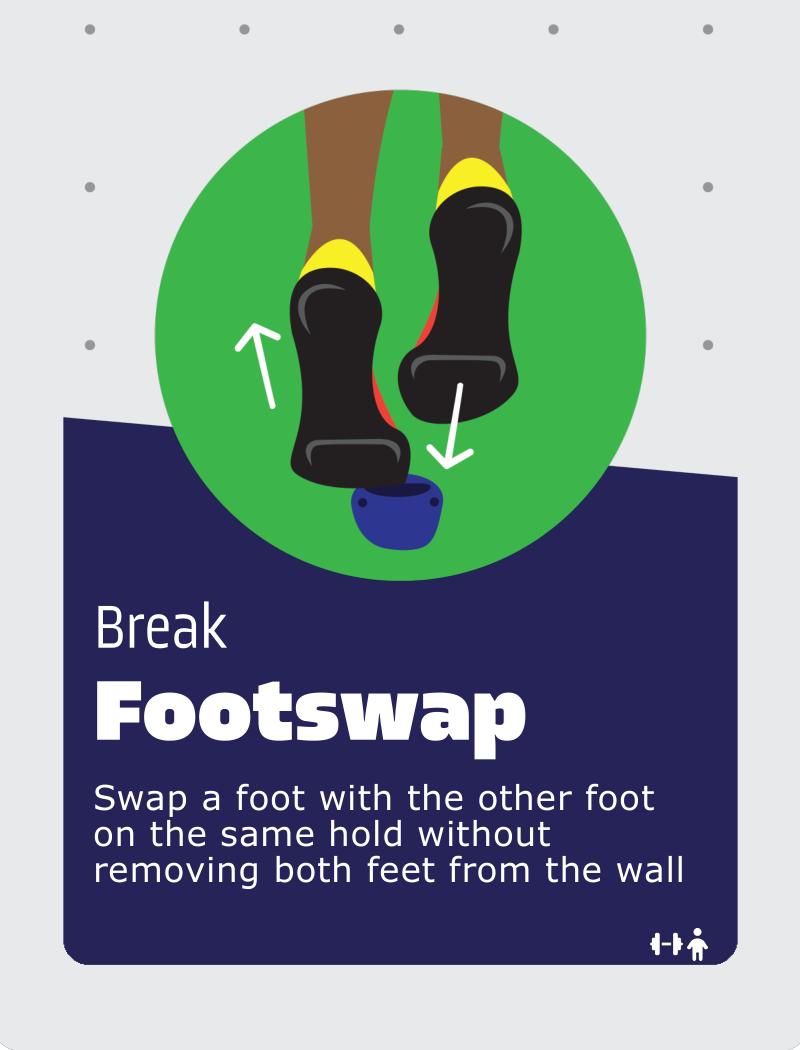 Break
Footswap
Swap a foot with the other foot
on the same hold without
removing both feet from the wall